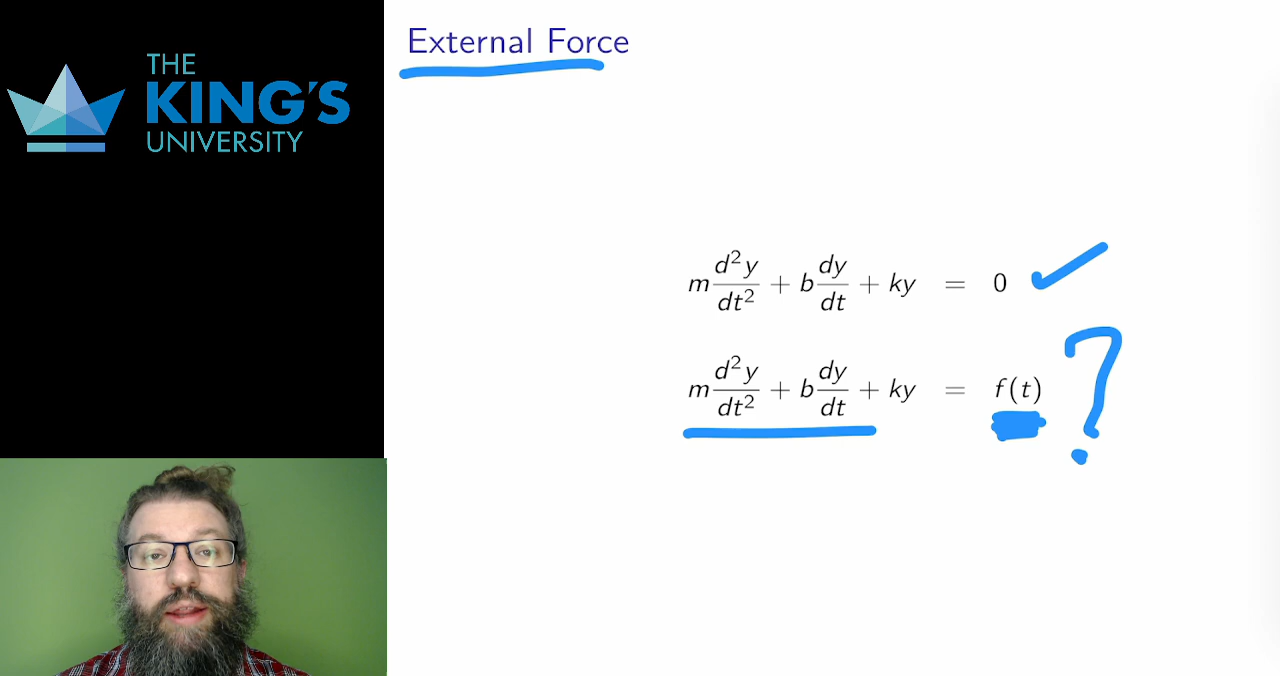 THE
KING'S
UNIVERSITY
External Force
m d²y/dt² + b dy/dt + ky = 0 ✓
m d²y/dt² + b dy/dt + ky = f(t) ?